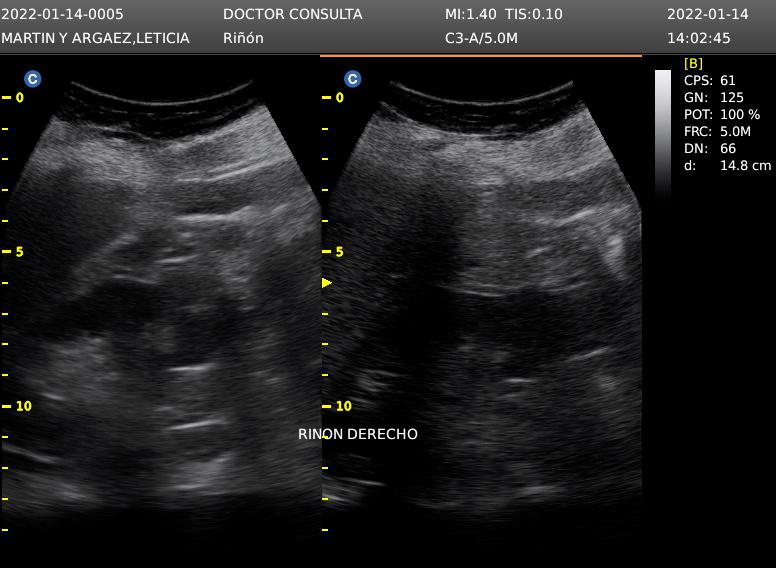 2022-01-14-0005 DOCTOR CONSULTA MI:1.40 TIS:0.10 2022-01-14
MARTIN Y ARGAEZ,LETICIA Riñón C3-A/5.0M 14:02:45
C C [B]
0 0 CPS: 61
GN: 125
POT: 100 %
FRC: 5.0M
DN: 66
d: 14.8 cm
5 5
10 10
RINON DERECHO